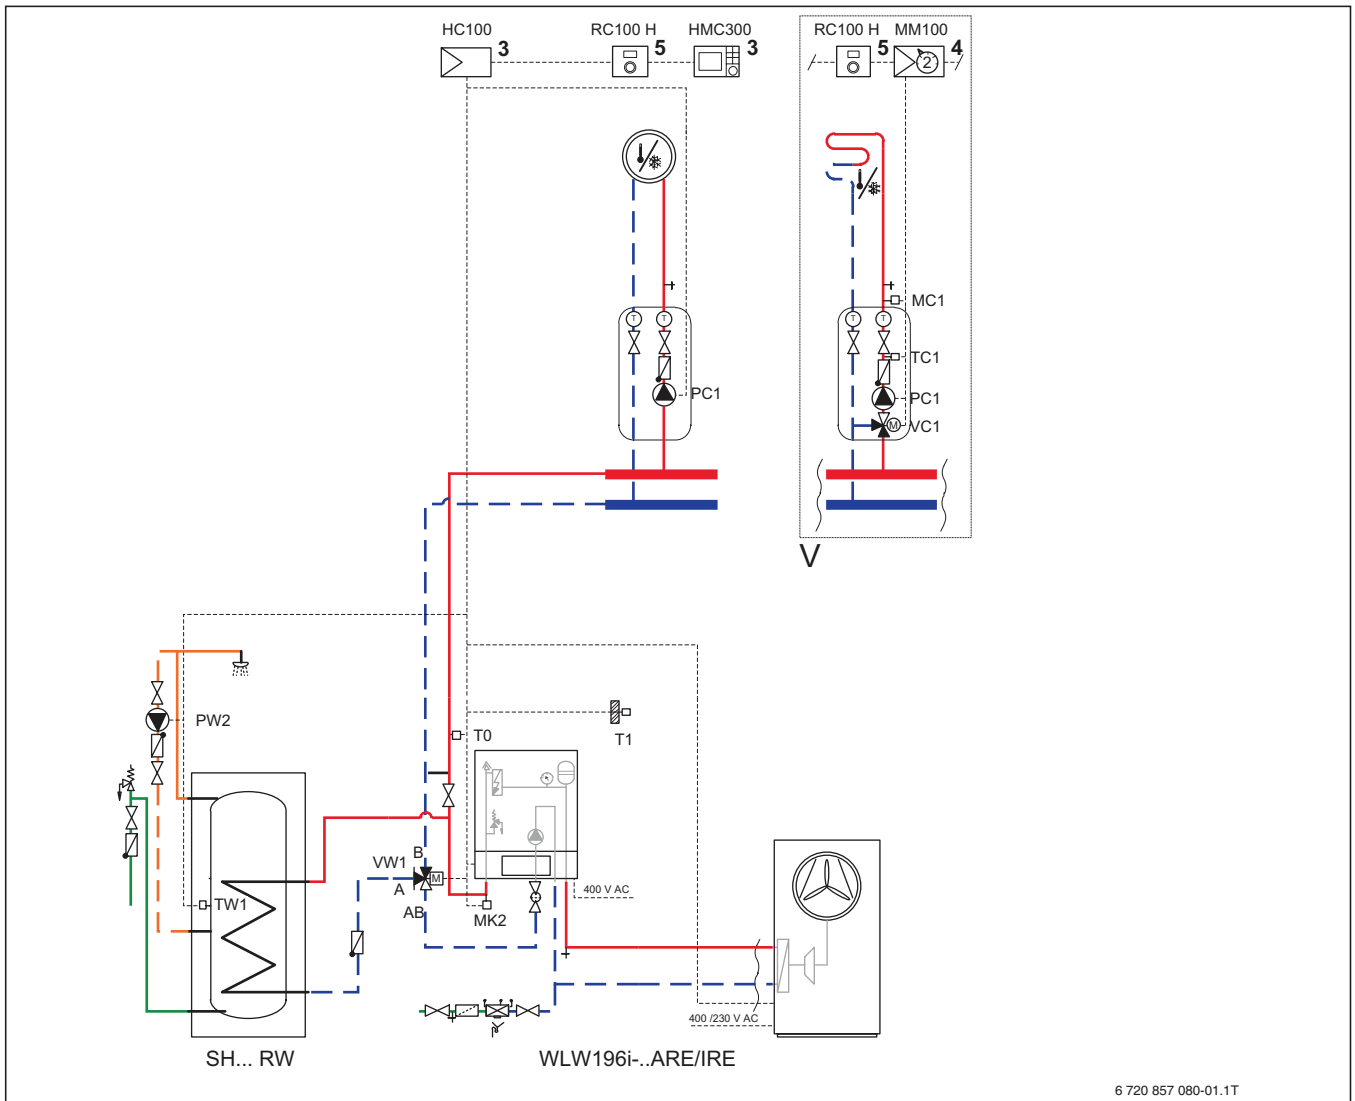 HC100
3
RC100 H
5
HMC300
3
RC100 H
5
MM100
4
2
T
T
PC1
T
T
MC1
TC1
PC1
M
VC1
V
PW2
T0
T1
B
VW1
M
A
AB
MK2
TW1
400 V AC
400 /230 V AC
SH... RW
WLW196i-..ARE/IRE
6 720 857 080-01.1T